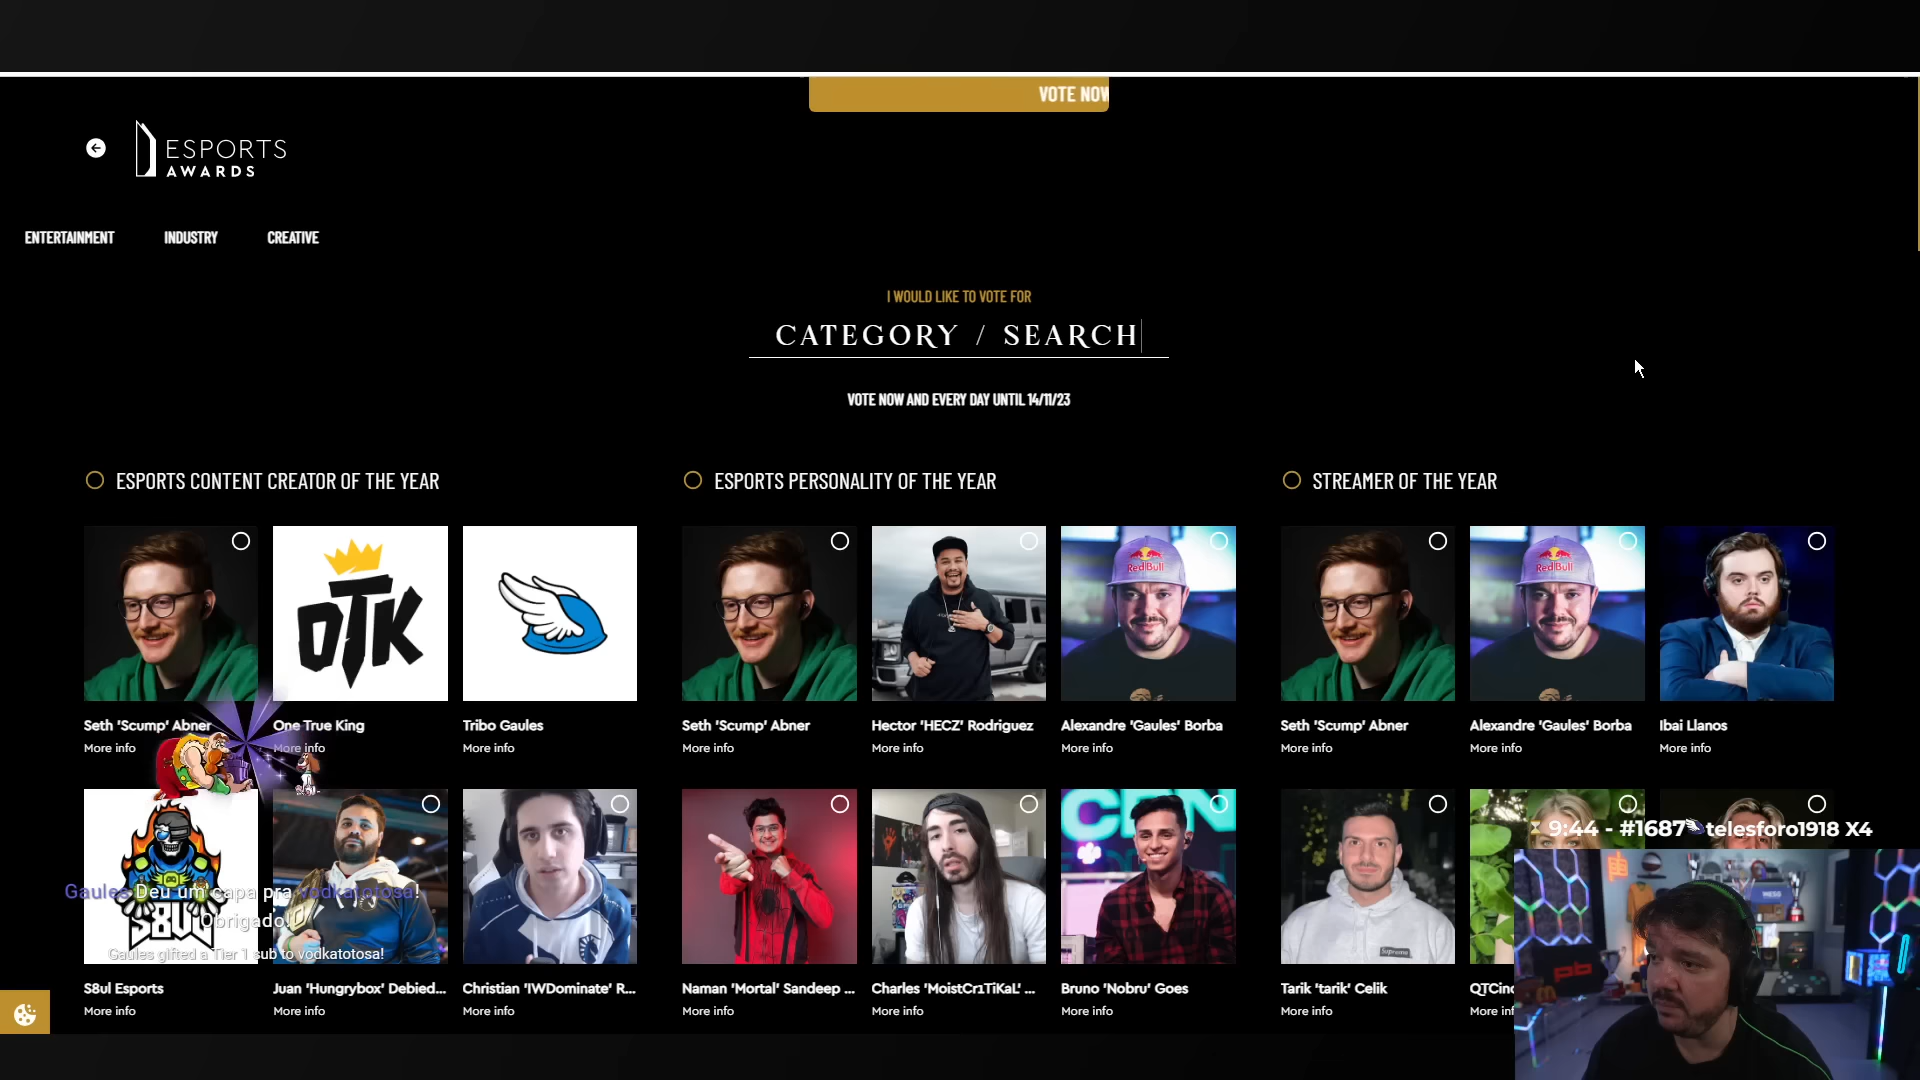 VOTE NOW
ESPORTS
AWARDS
ENTERTAINMENT INDUSTRY CREATIVE
I WOULD LIKE TO VOTE FOR
CATEGORY / SEARCH
VOTE NOW AND EVERY DAY UNTIL 14/11/23
ESPORTS CONTENT CREATOR OF THE YEAR
ESPORTS PERSONALITY OF THE YEAR
STREAMER OF THE YEAR
OTK
RedBull
RedBull
Seth 'Scump' Abner
One True King
Tribo Gaules
Seth 'Scump' Abner
Hector 'HECZ' Rodriguez
Alexandre 'Gaules' Borba
Seth 'Scump' Abner
Alexandre 'Gaules' Borba
Ibai Llanos
More info
More info
More info
More info
More info
More info
More info
More info
More info
9:44 - #1687 telesforo1918 X4
Gaules Deu um capa pra vodkatotosa!
Obrigado!
Gaules gifted a Tier 1 sub to vodkatotosa!
S8UL
Supreme
S8ul Esports
Juan 'Hungrybox' Debied...
Christian 'IWDominate' R...
Naman 'Mortal' Sandeep ...
Charles 'MoistCr1TiKaL' ...
Bruno 'Nobru' Goes
Tarik 'tarik' Celik
More info
More info
More info
More info
More info
More info
More info